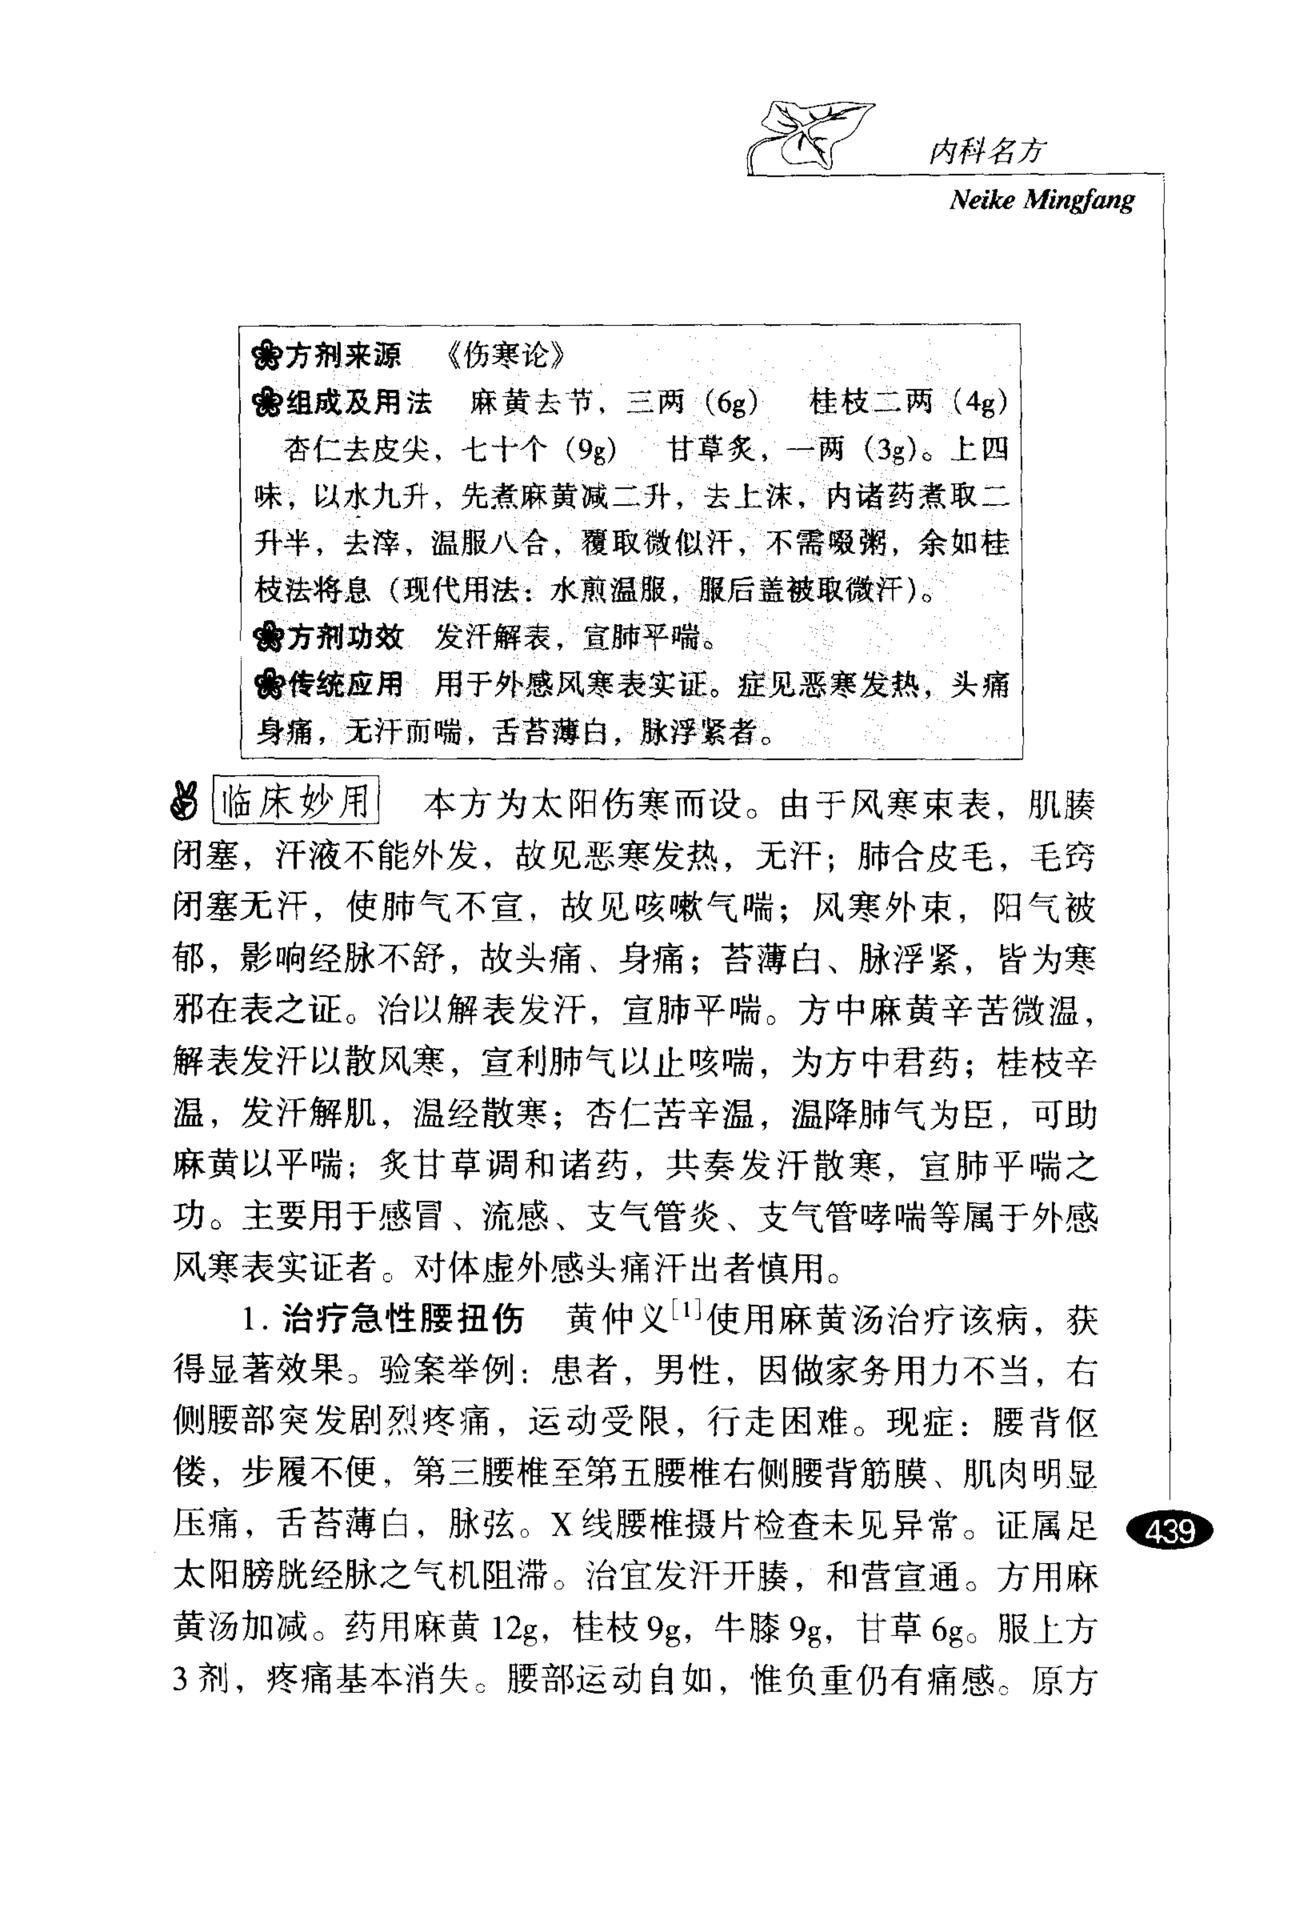 内科名方
Neike Mingfang
方剂来源 《伤寒论》
组成及用法 麻黄去节，三两（6g） 桂枝二两（4g）
杏仁去皮尖，七十个（9g） 甘草炙，一两（3g）。上四
味，以水九升，先煮麻黄减二升，去上沫，内诸药煮取二
升半，去滓，温服八合，覆取微似汗，不需啜粥，余如桂
枝法将息（现代用法：水煎温服，服后盖被取微汗）。
方剂功效 发汗解表，宣肺平喘。
传统应用 用于外感风寒表实证。症见恶寒发热，头痛
身痛，无汗而喘，舌苔薄白，脉浮紧者。
临床妙用 本方为太阳伤寒而设。由于风寒束表，肌腠
闭塞，汗液不能外发，故见恶寒发热，无汗；肺合皮毛，毛窍
闭塞无汗，使肺气不宣，故见咳嗽气喘；风寒外束，阳气被
郁，影响经脉不舒，故头痛、身痛；苔薄白、脉浮紧，皆为寒
邪在表之证。治以解表发汗，宣肺平喘。方中麻黄辛苦微温，
解表发汗以散风寒，宣利肺气以止咳喘，为方中君药；桂枝辛
温，发汗解肌，温经散寒；杏仁苦辛温，温降肺气为臣，可助
麻黄以平喘；炙甘草调和诸药，共奏发汗散寒，宣肺平喘之
功。主要用于感冒、流感、支气管炎、支气管哮喘等属于外感
风寒表实证者。对体虚外感头痛汗出者慎用。
1. 治疗急性腰扭伤 黄仲义[1]使用麻黄汤治疗该病，获
得显著效果。验案举例：患者，男性，因做家务用力不当，右
侧腰部突发剧烈疼痛，运动受限，行走困难。现症：腰背伛
偻，步履不便，第三腰椎至第五腰椎右侧腰背筋膜、肌肉明显
压痛，舌苔薄白，脉弦。X线腰椎摄片检查未见异常。证属足
太阳膀胱经脉之气机阻滞。治宜发汗开腠，和营宣通。方用麻
黄汤加减。药用麻黄12g，桂枝9g，牛膝9g，甘草6g。服上方
3剂，疼痛基本消失。腰部运动自如，惟负重仍有痛感。原方
439